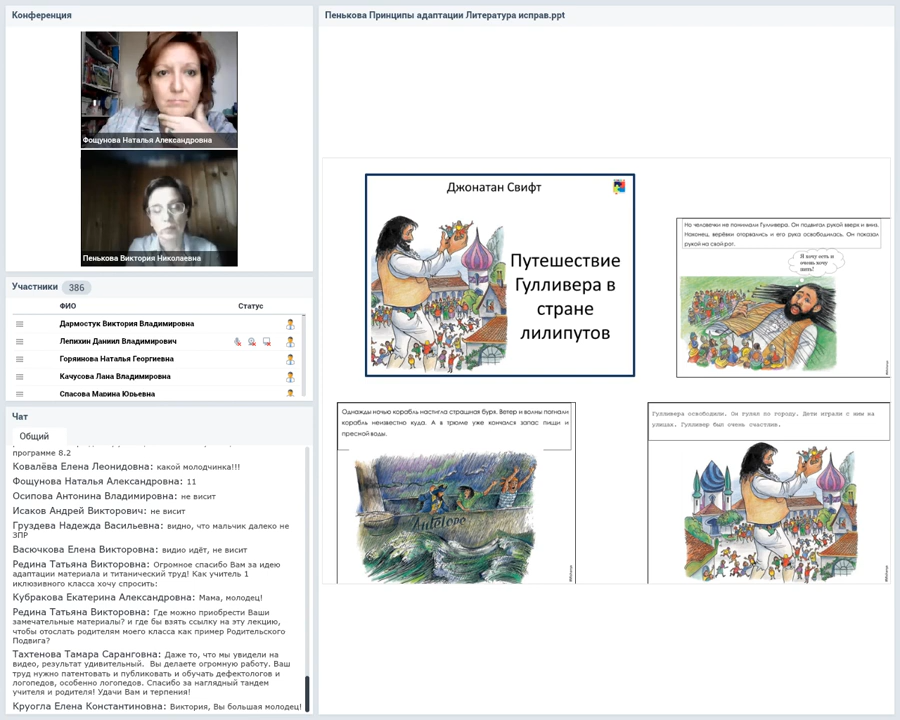 Конференция
Фощунова Наталья Александровна
Пенькова Виктория Николаевна
Участники 386
ФИО Статус
Дармостук Виктория Владимировна
Лепихин Даниил Владимирович
Горяинова Наталья Георгиевна
Качусова Лана Владимировна
Спасова Марина Юрьевна
Чат
Общий
программе 8.2
Ковалёва Елена Леонидовна: какой молодчинка!!!
Фощунова Наталья Александровна: 11
Осипова Антонина Владимировна: не висит
Исаков Андрей Викторович: не висит
Груздева Надежда Васильевна: видно, что мальчик далеко не
ЗПР
Васючкова Елена Викторовна: видио идёт, не висит
Редина Татьяна Викторовна: Огромное спасибо Вам за идею
адаптации материала и титанический труд! Как учитель 1
иклюзивного класса хочу спросить:
Кубракова Екатерина Александровна: Мама, молодец!
Редина Татьяна Викторовна: Где можно приобрести Ваши
замечательные материалы? и где бы взять ссылку на эту лекцию,
чтобы отослать родителям моего класса как пример Родительского
Подвига?
Тахтенова Тамара Саранговна: Даже то, что мы увидели на
видео, результат удивительный. Вы делаете огромную работу. Ваш
труд нужно патентовать и публиковать и обучать дефектологов и
логопедов, особенно логопедов. Спасибо за наглядный тандем
учителя и родителя! Удачи Вам и терпения!
Круогла Елена Константиновна: Виктория, Вы большая молодец!
Пенькова Принципы адаптации Литература исправ.ppt
Джонатан Свифт
Путешествие
Гулливера в
стране
лилипутов
Но человечки не понимали Гулливера. Он подвигал рукой вверх и вниз.
Наконец, верёвки оторвались и его рука освободилась. Он показал
рукой на свой рот.
Я хочу есть и
очень хочу
пить!
Однажды ночью корабль настигла страшная буря. Ветер и волны погнали
корабль неизвестно куда. А в трюме уже кончался запас пищи и
пресной воды.
Antelope
Гулливера освободили. Он гулял по городу. Дети играли с ним на
улицах. Гулливер был очень счастлив.